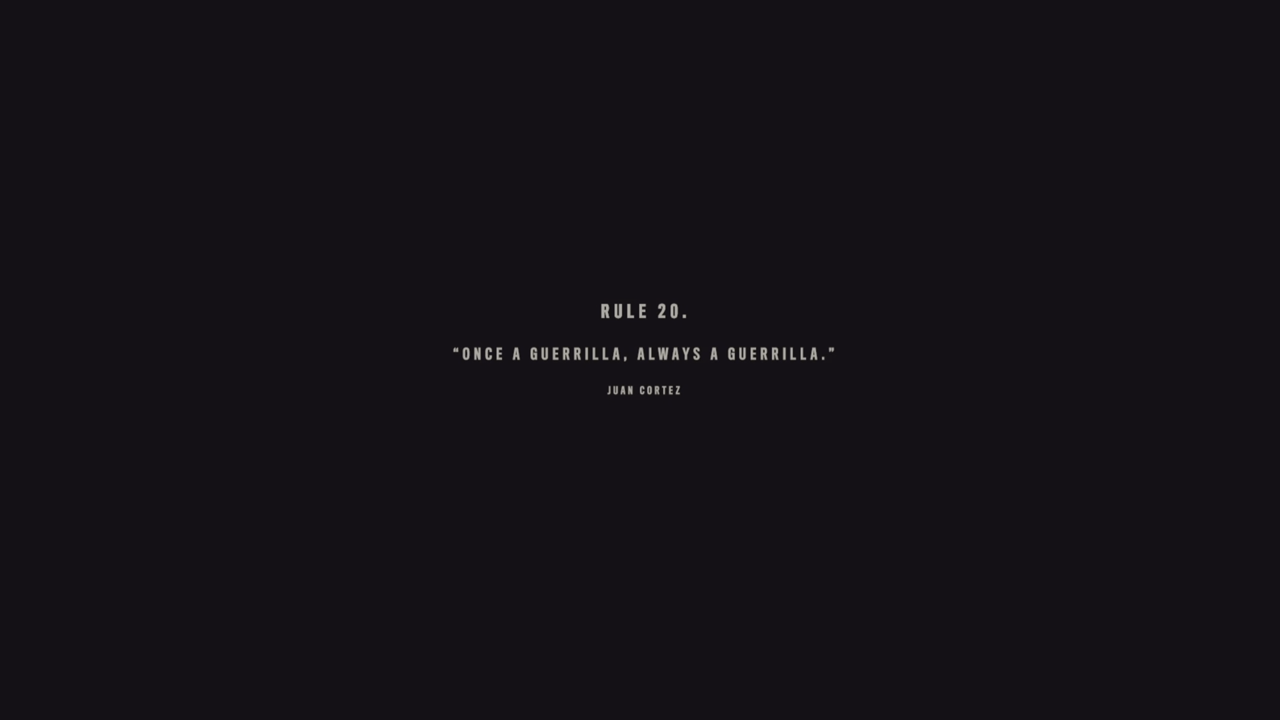 RULE 20.
“ONCE A GUERRILLA, ALWAYS A GUERRILLA.”
JUAN CORTEZ